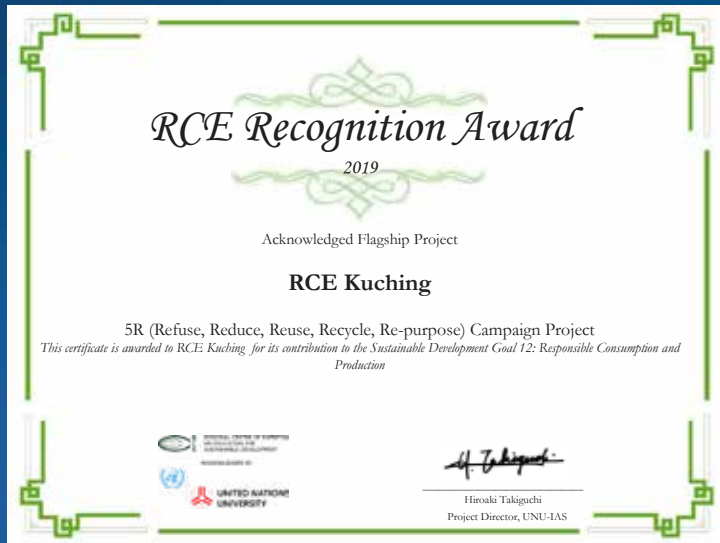 RCE Recognition Award
2019
Acknowledged Flagship Project
RCE Kuching
5R (Refuse, Reduce, Reuse, Recycle, Re-purpose) Campaign Project
This certificate is awarded to RCE Kuching for its contribution to the Sustainable Development Goal 12: Responsible Consumption and
Production
SUSTAINABLE DEVELOPMENT
UNITED NATIONS
UNIVERSITY
Hiroaki Takiguchi
Project Director, UNU-IAS